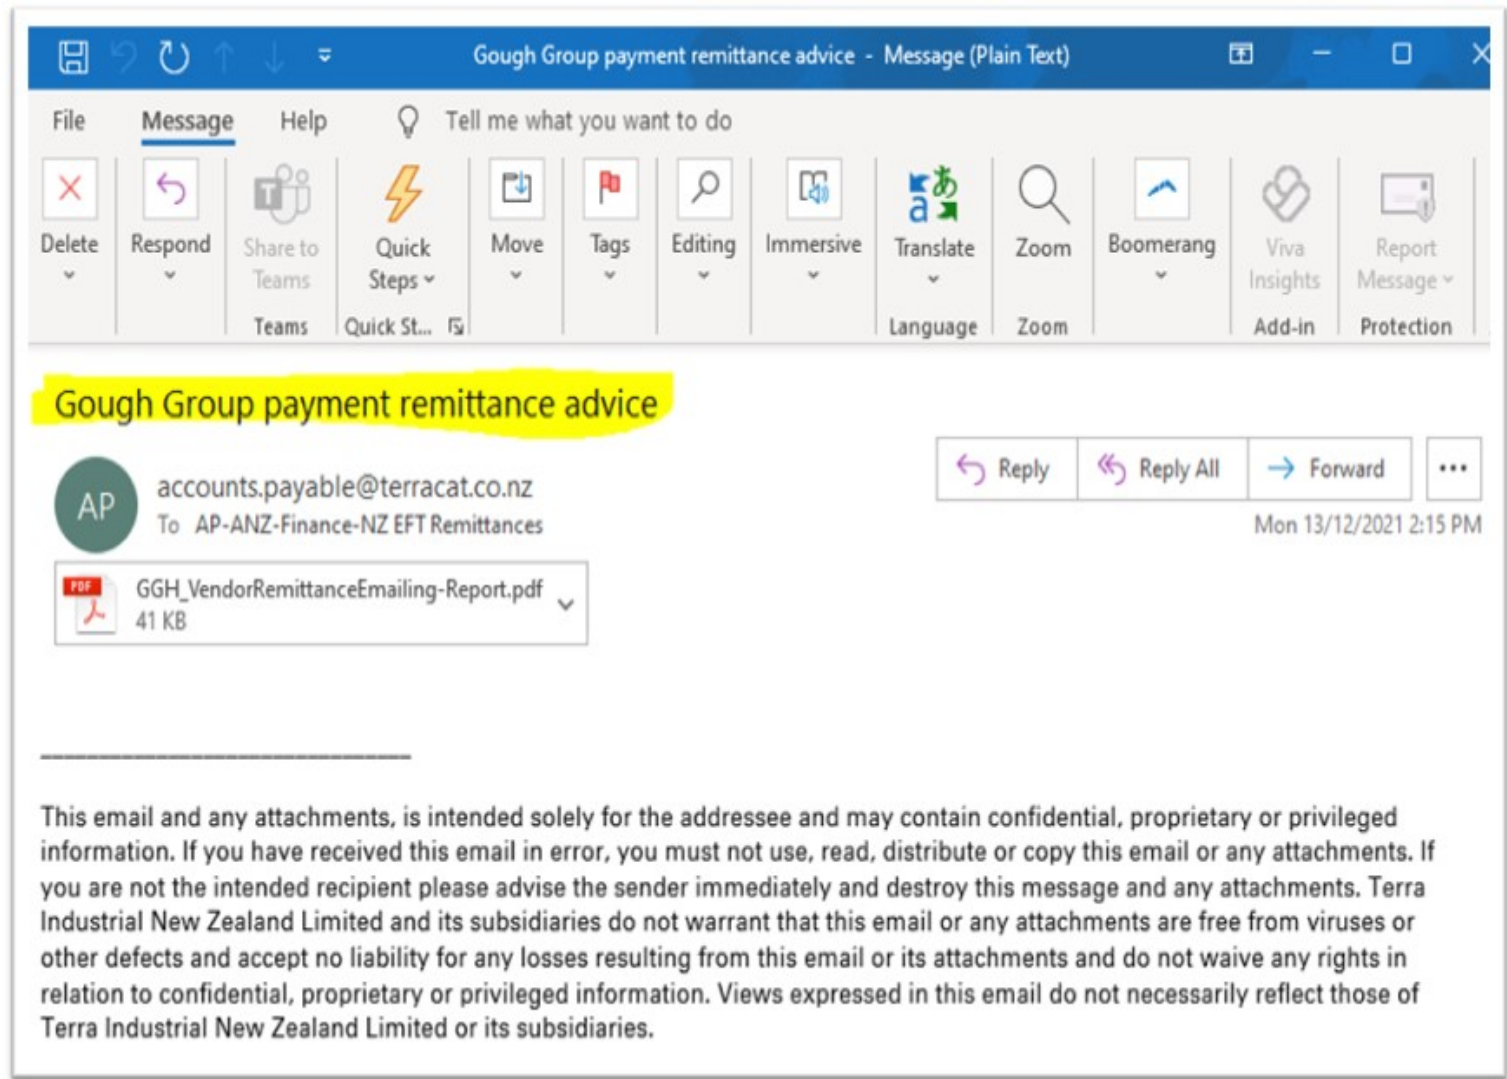 Gough Group payment remittance advice - Message (Plain Text)
File Message Help Tell me what you want to do
Delete Respond Share to Teams Quick Steps Move Tags Editing Immersive Translate Zoom Boomerang Viva Insights Report Message
Teams Quick St... Language Zoom Add-in Protection
Gough Group payment remittance advice
AP
accounts.payable@terracat.co.nz
To AP-ANZ-Finance-NZ EFT Remittances
Reply Reply All Forward ...
Mon 13/12/2021 2:15 PM
PDF
GGH_VendorRemittanceEmailing-Report.pdf
41 KB
________________________________
This email and any attachments, is intended solely for the addressee and may contain confidential, proprietary or privileged
information. If you have received this email in error, you must not use, read, distribute or copy this email or any attachments. If
you are not the intended recipient please advise the sender immediately and destroy this message and any attachments. Terra
Industrial New Zealand Limited and its subsidiaries do not warrant that this email or any attachments are free from viruses or
other defects and accept no liability for any losses resulting from this email or its attachments and do not waive any rights in
relation to confidential, proprietary or privileged information. Views expressed in this email do not necessarily reflect those of
Terra Industrial New Zealand Limited or its subsidiaries.